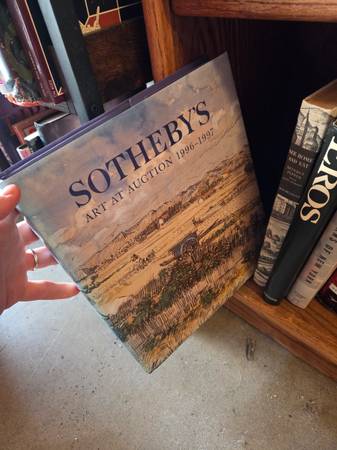 SOTHEBY'S
ART AT AUCTION 1996–1997
EROS